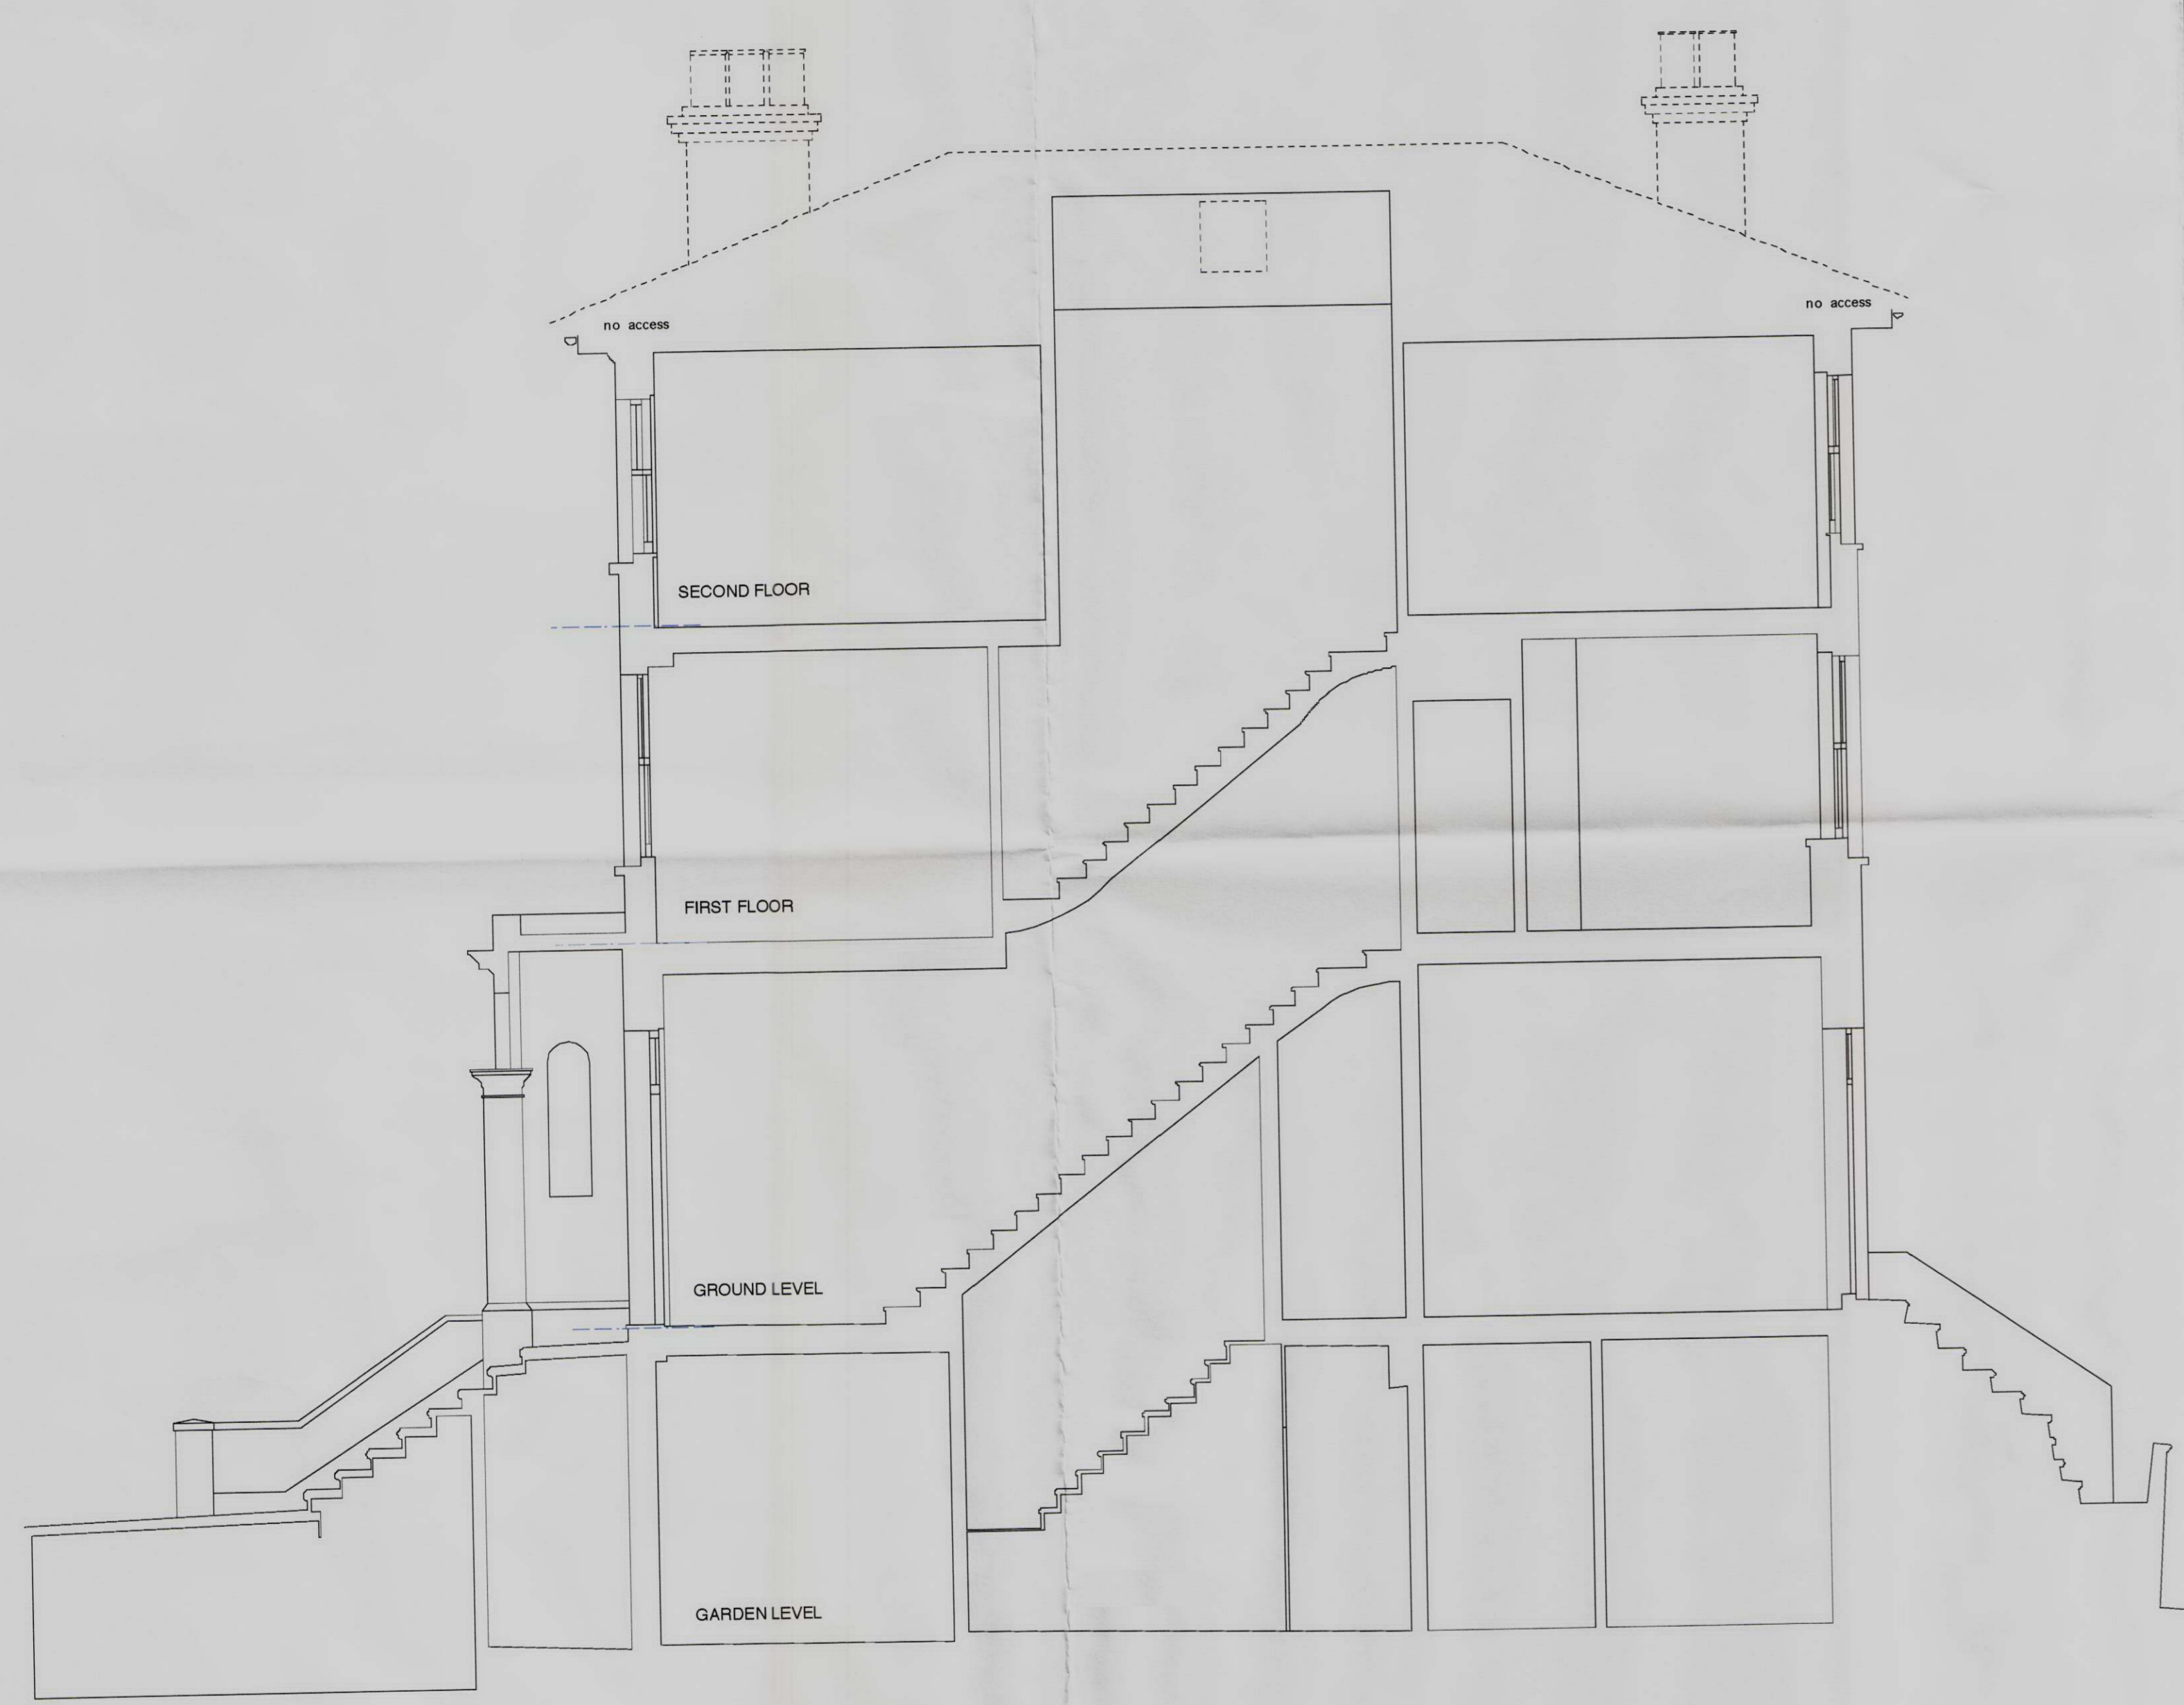 no access
no access
SECOND FLOOR
FIRST FLOOR
GROUND LEVEL
GARDEN LEVEL